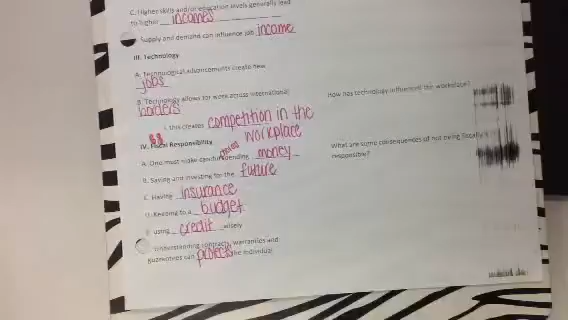 C. Higher skills and/or education levels generally lead
to higher incomes
Supply and demand can influence job income
III. Technology
A. Technological advancements create new
jobs
B. Technology allows for work across international
borders
How has technology influenced the workplace?
i. this creates competition in the
workplace
IV. Fiscal Responsibility
A. One must make careful spending money
What are some consequences of not being fiscally
responsible?
B. Saving and investing for the future
C. Having insurance
D. Keeping to a budget
E. using credit wisely
Understanding contracts, warranties and
guarantees can protects the individual